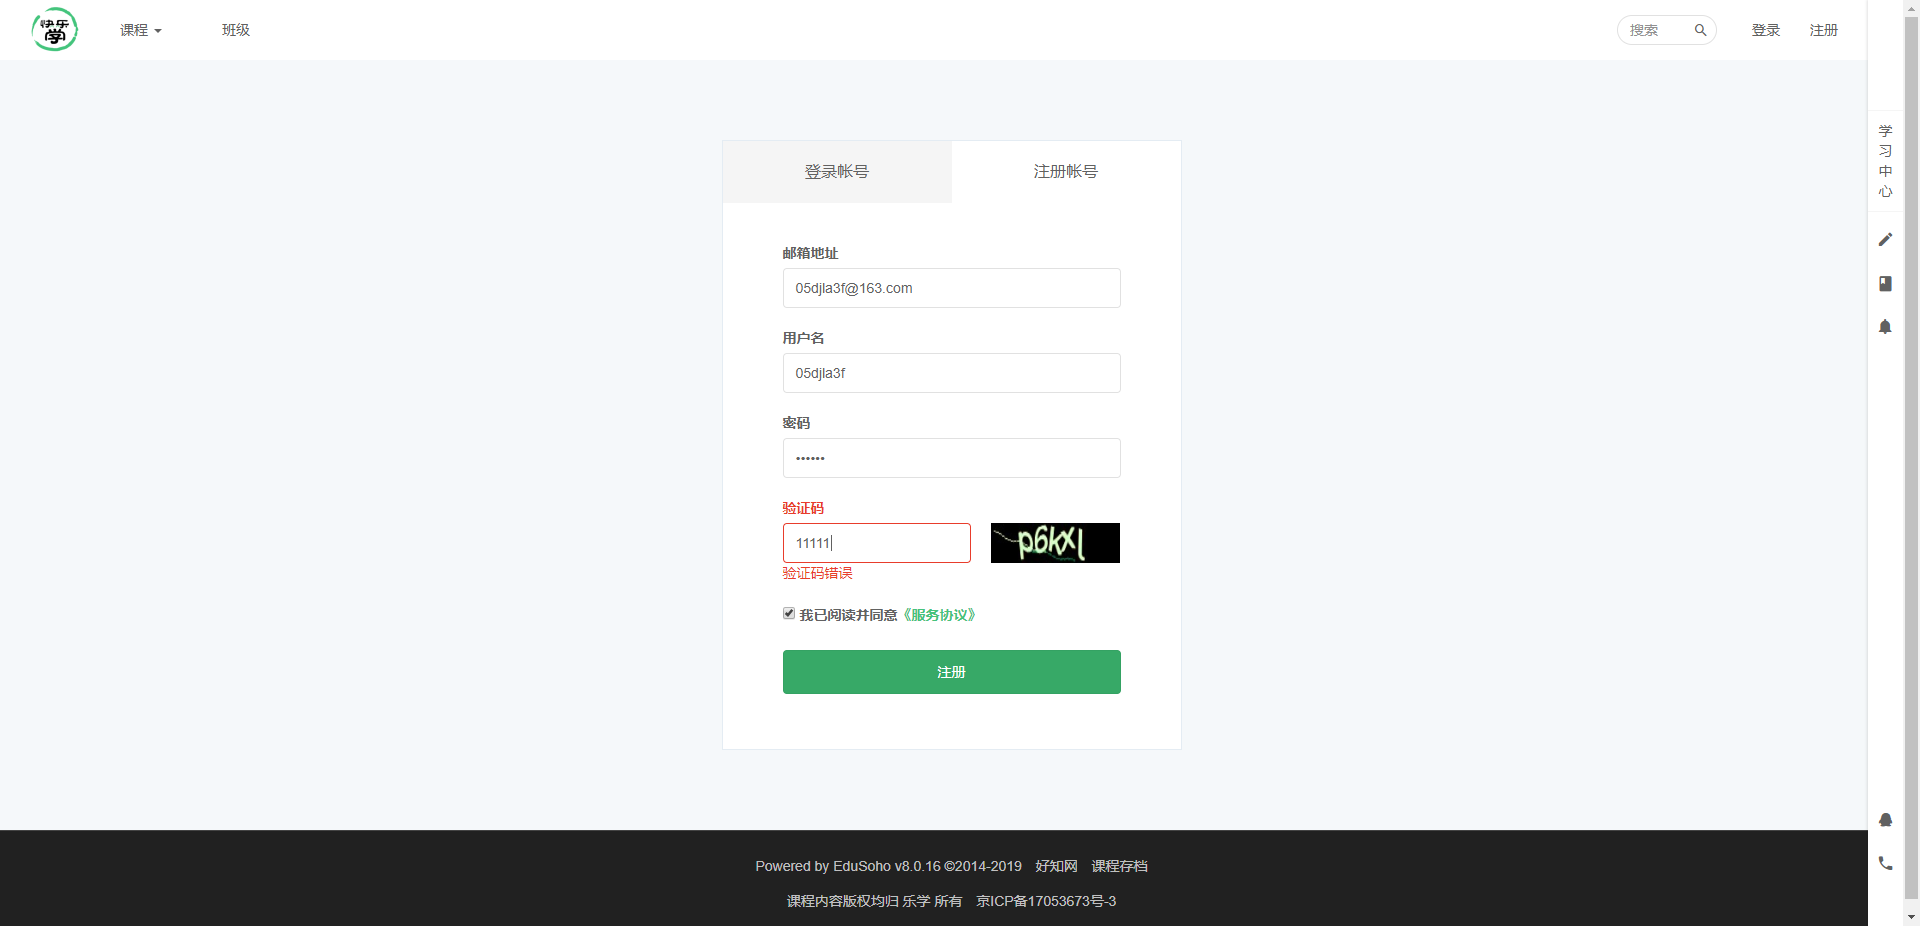 快乐
学
课程
班级
搜索
登录
注册
登录帐号
注册帐号
邮箱地址
05djla3f@163.com
用户名
05djla3f
密码
••••••
验证码
11111
p6kxl
验证码错误
我已阅读并同意《服务协议》
注册
学
习
中
心
Powered by EduSoho v8.0.16 ©2014-2019 好知网 课程存档
课程内容版权均归 乐学 所有 京ICP备17053673号-3